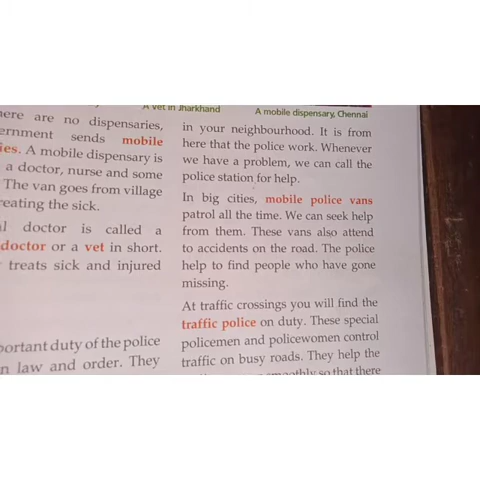 A vet in Jharkhand
here are no dispensaries,
ernment sends mobile
ies. A mobile dispensary is
a doctor, nurse and some
The van goes from village
reating the sick.
al doctor is called a
doctor or a vet in short.
treats sick and injured
portant duty of the police
n law and order. They
A mobile dispensary, Chennai
in your neighbourhood. It is from
here that the police work. Whenever
we have a problem, we can call the
police station for help.
In big cities, mobile police vans
patrol all the time. We can seek help
from them. These vans also attend
to accidents on the road. The police
help to find people who have gone
missing.
At traffic crossings you will find the
traffic police on duty. These special
policemen and policewomen control
traffic on busy roads. They help the
smoothly so that there